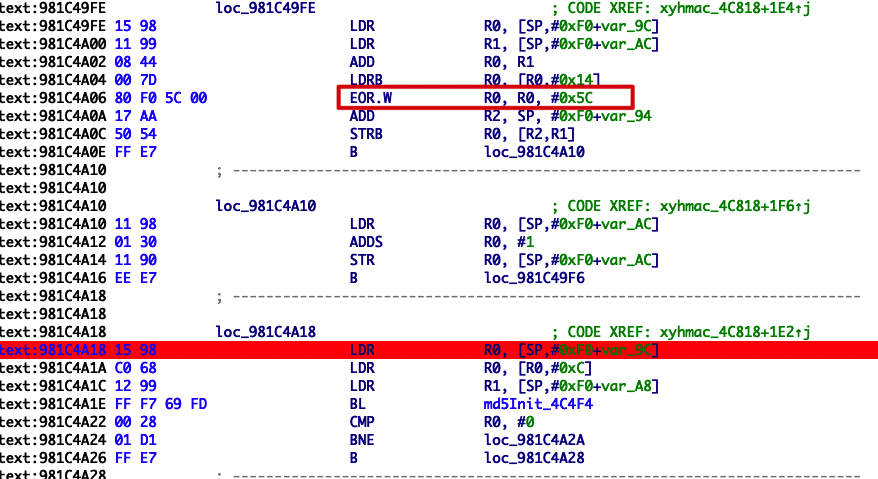 text:981C49FE loc_981C49FE ; CODE XREF: xyhmac_4C818+1E4↑j
text:981C49FE 15 98 LDR R0, [SP,#0xF0+var_9C]
text:981C4A00 11 99 LDR R1, [SP,#0xF0+var_AC]
text:981C4A02 08 44 ADD R0, R1
text:981C4A04 00 7D LDRB R0, [R0,#0x14]
text:981C4A06 80 F0 5C 00 EOR.W R0, R0, #0x5C
text:981C4A0A 17 AA ADD R2, SP, #0xF0+var_94
text:981C4A0C 50 54 STRB R0, [R2,R1]
text:981C4A0E FF E7 B loc_981C4A10
text:981C4A10 ; ---------------------------------------------------------------------------
text:981C4A10
text:981C4A10 loc_981C4A10 ; CODE XREF: xyhmac_4C818+1F6↑j
text:981C4A10 11 98 LDR R0, [SP,#0xF0+var_AC]
text:981C4A12 01 30 ADDS R0, #1
text:981C4A14 11 90 STR R0, [SP,#0xF0+var_AC]
text:981C4A16 EE E7 B loc_981C49F6
text:981C4A18 ; ---------------------------------------------------------------------------
text:981C4A18
text:981C4A18 loc_981C4A18 ; CODE XREF: xyhmac_4C818+1E2↑j
text:981C4A18 15 98 LDR R0, [SP,#0xF0+var_9C]
text:981C4A1A C0 68 LDR R0, [R0,#0xC]
text:981C4A1C 12 99 LDR R1, [SP,#0xF0+var_A8]
text:981C4A1E FF F7 69 FD BL md5Init_4C4F4
text:981C4A22 00 28 CMP R0, #0
text:981C4A24 01 D1 BNE loc_981C4A2A
text:981C4A26 FF E7 B loc_981C4A28
text:981C4A28 ; ---------------------------------------------------------------------------